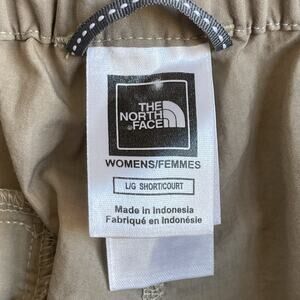 THE
NORTH
FACE
WOMENS/FEMMES
L/G SHORT/COURT
Made in Indonesia
Fabriqué en Indonésie